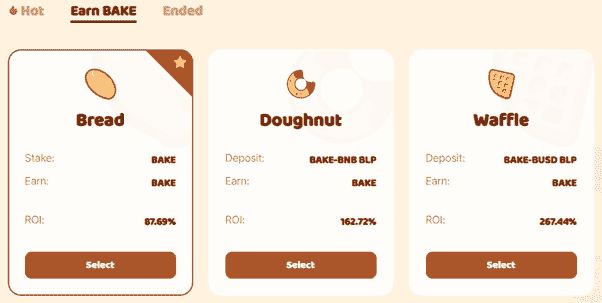 Hot Earn BAKE Ended
Bread
Stake: BAKE
Earn: BAKE
ROI: 87.69%
Select
Doughnut
Deposit: BAKE-BNB BLP
Earn: BAKE
ROI: 162.72%
Select
Waffle
Deposit: BAKE-BUSD BLP
Earn: BAKE
ROI: 267.44%
Select